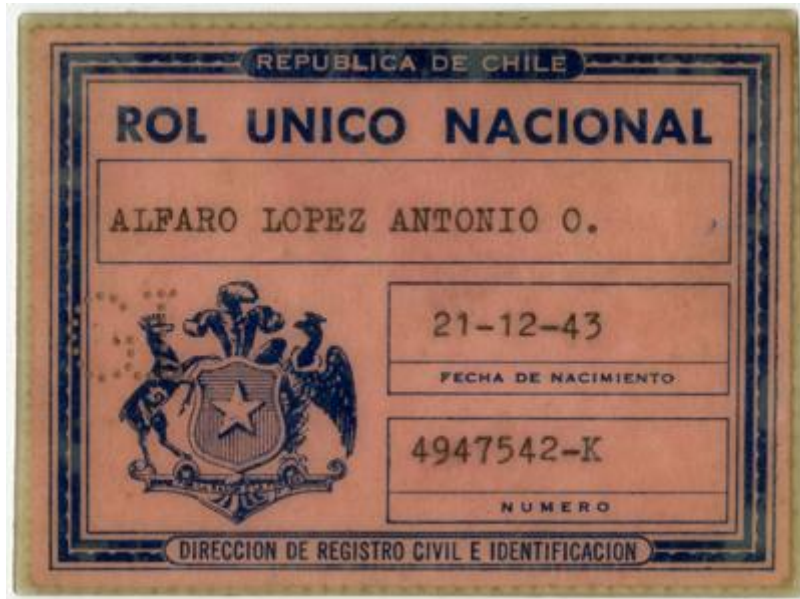 REPUBLICA DE CHILE
ROL UNICO NACIONAL
ALFARO LOPEZ ANTONIO O.
21-12-43
FECHA DE NACIMIENTO
4947542-K
NUMERO
DIRECCION DE REGISTRO CIVIL E IDENTIFICACION